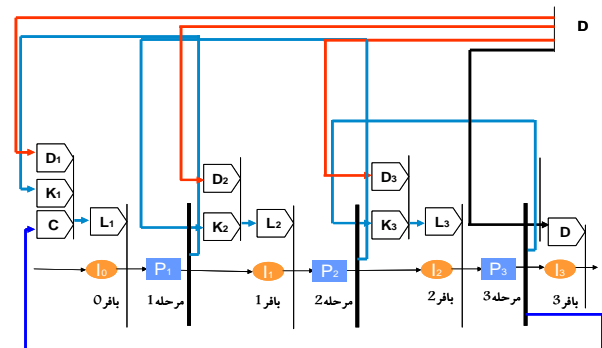 D
D₁
D₂
D₃
K₁
C
L₁
K₂
L₂
K₃
L₃
D
I₀
P₁
I₁
P₂
I₂
P₃
I₃
بافر0
مرحله1
بافر1
مرحله2
بافر2
مرحله3
بافر3